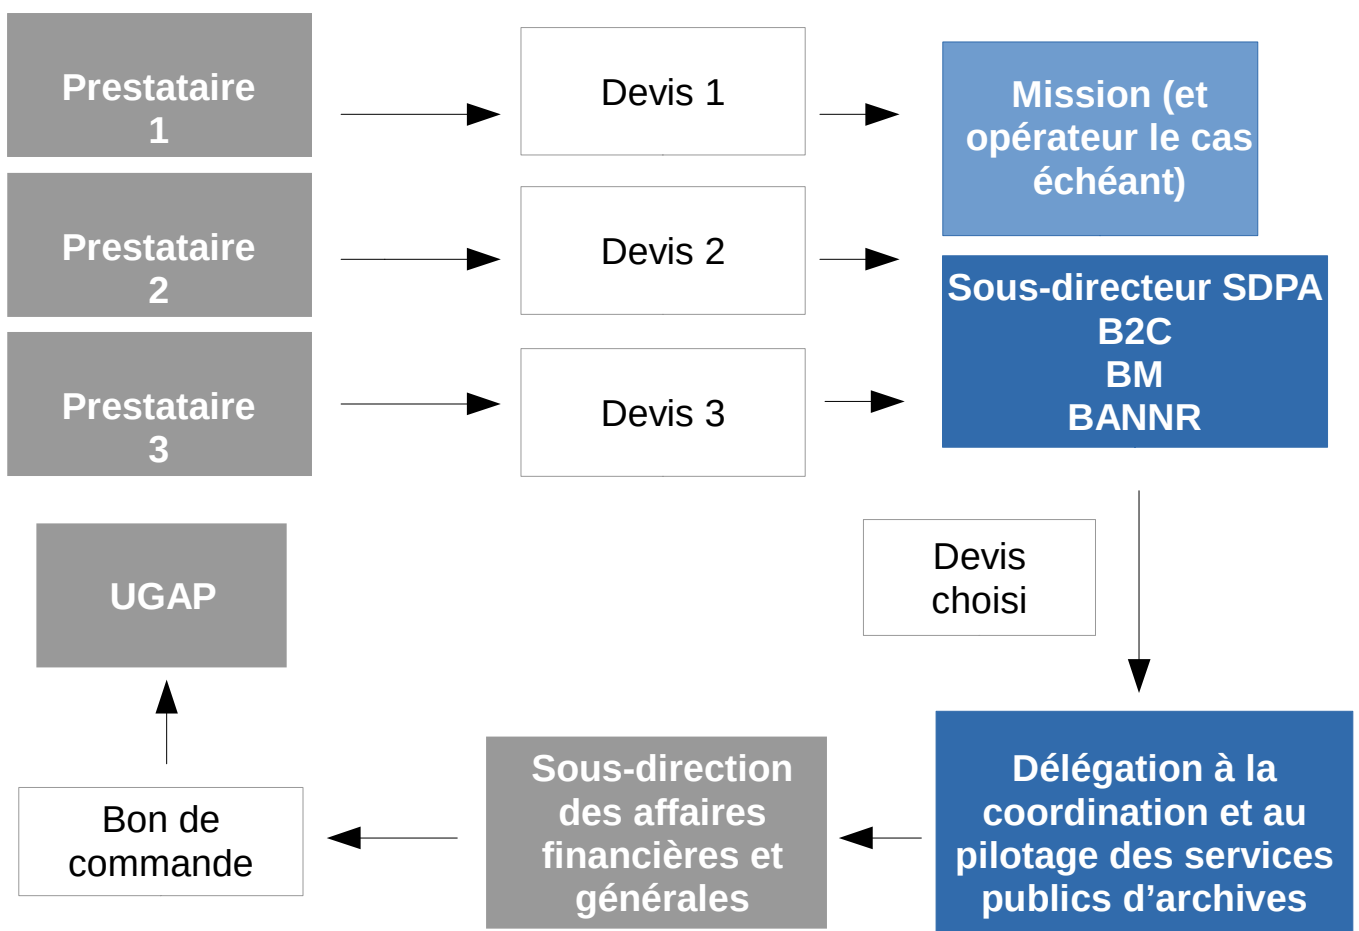 Prestataire
1
Devis 1
Mission (et
opérateur le cas
échéant)
Prestataire
2
Devis 2
Sous-directeur SDPA
B2C
BM
BANNR
Prestataire
3
Devis 3
UGAP
Devis
choisi
Bon de
commande
Sous-direction
des affaires
financières et
générales
Délégation à la
coordination et au
pilotage des services
publics d’archives